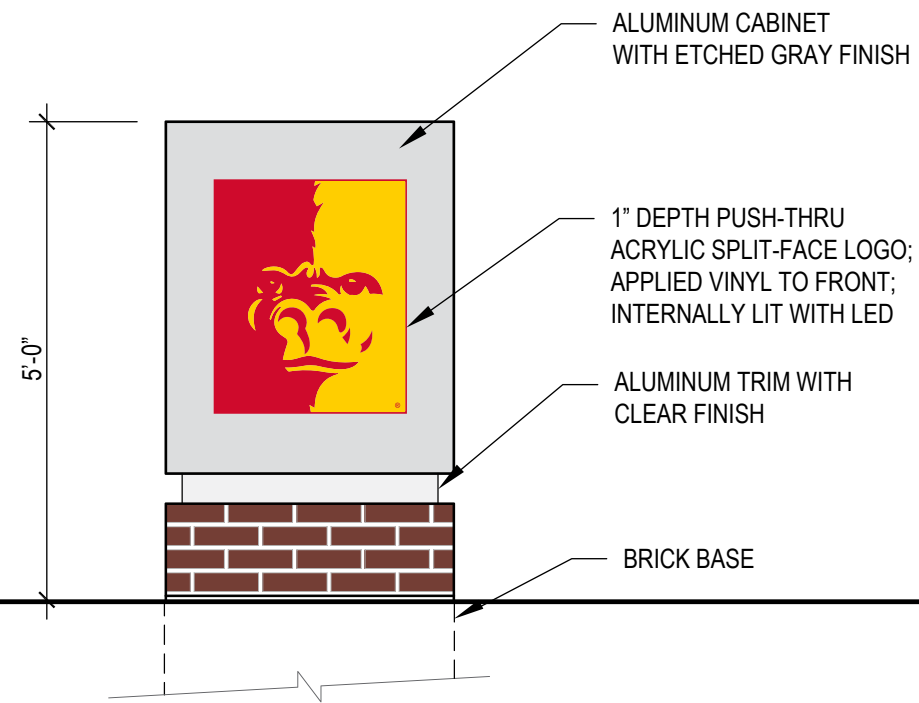 ALUMINUM CABINET
WITH ETCHED GRAY FINISH
5'-0”
1” DEPTH PUSH-THRU
ACRYLIC SPLIT-FACE LOGO;
APPLIED VINYL TO FRONT;
INTERNALLY LIT WITH LED
ALUMINUM TRIM WITH
CLEAR FINISH
®
BRICK BASE